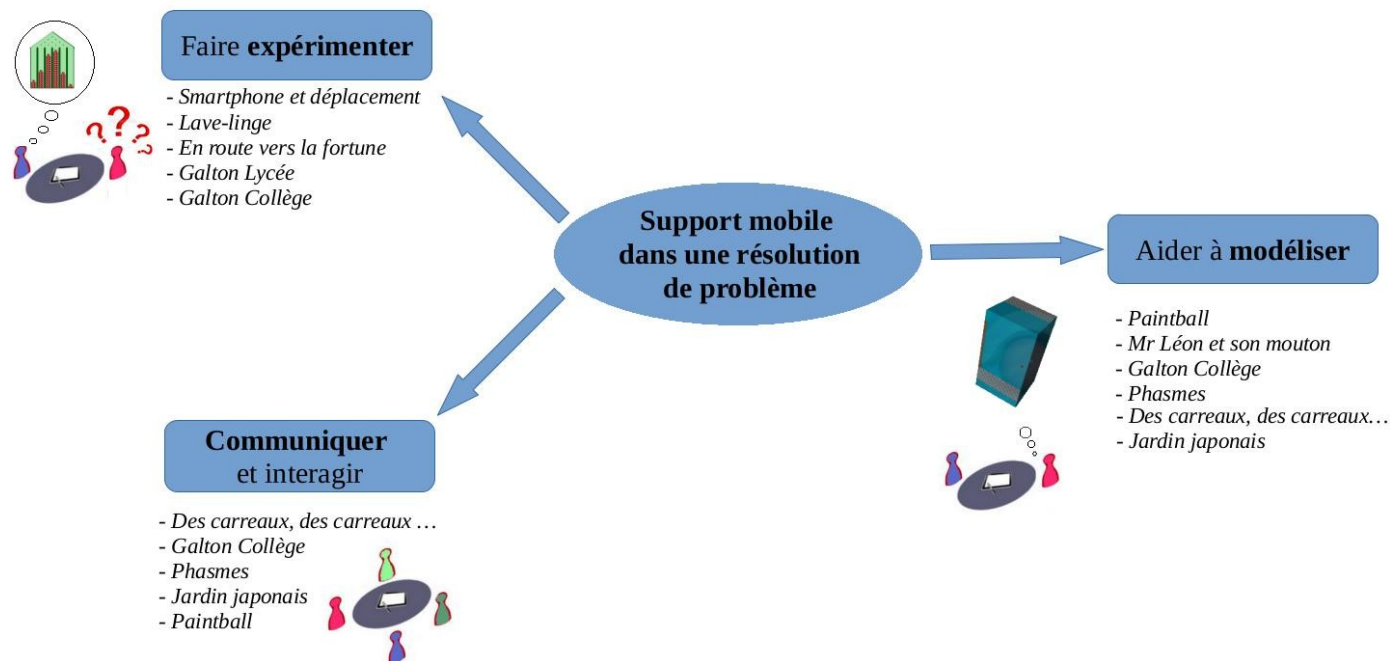 Faire expérimenter
- Smartphone et déplacement
- Lave-linge
- En route vers la fortune
- Galton Lycée
- Galton Collège
? ? ? ?
Support mobile
dans une résolution
de problème
Aider à modéliser
- Paintball
- Mr Léon et son mouton
- Galton Collège
- Phasmes
- Des carreaux, des carreaux…
- Jardin japonais
Communiquer
et interagir
- Des carreaux, des carreaux …
- Galton Collège
- Phasmes
- Jardin japonais
- Paintball